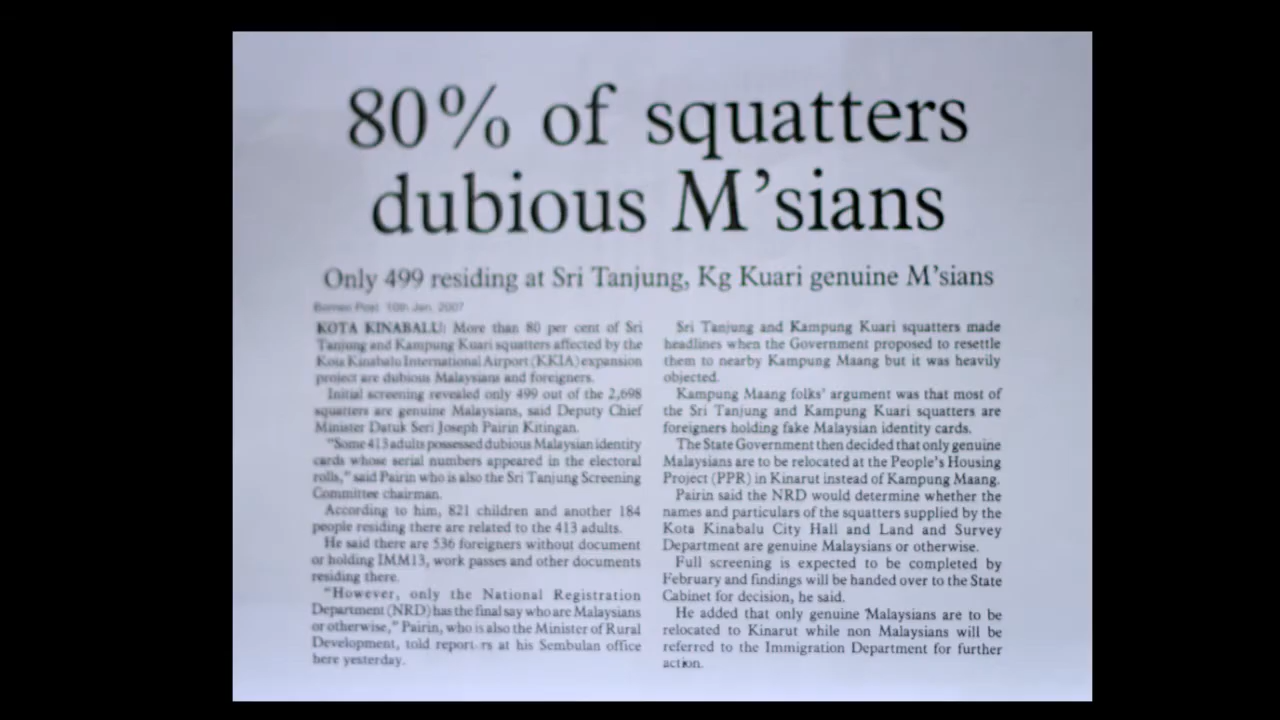 80% of squatters
dubious M'sians
Only 499 residing at Sri Tanjung, Kg Kuari genuine M'sians
Borneo Post 10th Jan, 2007
KOTA KINABALU: More than 80 per cent of Sri
Tanjung and Kampung Kuari squatters affected by the
Kota Kinabalu International Airport (KKIA) expansion
project are dubious Malaysians and foreigners.
Initial screening revealed only 499 out of the 2,698
squatters are genuine Malaysians, said Deputy Chief
Minister Datuk Seri Joseph Pairin Kitingan.
"Some 413 adults possessed dubious Malaysian identity
cards whose serial numbers appeared in the electoral
rolls," said Pairin who is also the Sri Tanjung Screening
Committee chairman.
According to him, 821 children and another 184
people residing there are related to the 413 adults.
He said there are 536 foreigners without document
or holding IMM13, work passes and other documents
residing there.
"However, only the National Registration
Department (NRD) has the final say who are Malaysians
or otherwise," Pairin, who is also the Minister of Rural
Development, told report rs at his Sembulan office
here yesterday.
Sri Tanjung and Kampung Kuari squatters made
headlines when the Government proposed to resettle
them to nearby Kampung Maang but it was heavily
objected.
Kampung Maang folks' argument was that most of
the Sri Tanjung and Kampung Kuari squatters are
foreigners holding fake Malaysian identity cards.
The State Government then decided that only genuine
Malaysians are to be relocated at the People's Housing
Project (PPR) in Kinarut instead of Kampung Maang.
Pairin said the NRD would determine whether the
names and particulars of the squatters supplied by the
Kota Kinabalu City Hall and Land and Survey
Department are genuine Malaysians or otherwise.
Full screening is expected to be completed by
February and findings will be handed over to the State
Cabinet for decision, he said.
He added that only genuine Malaysians are to be
relocated to Kinarut while non Malaysians will be
referred to the Immigration Department for further
action.